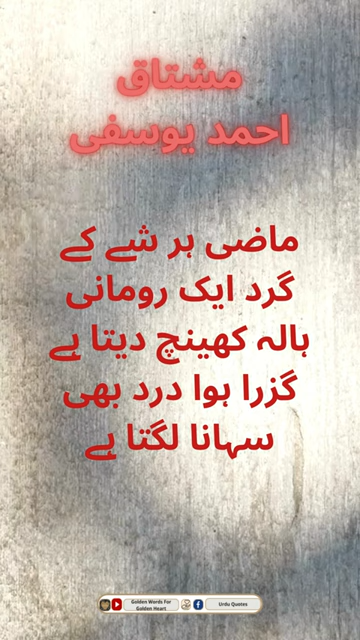 مشتاق
احمد یوسفی
ماضی ہر شے کے
گرد ایک رومانی
ہالہ کھینچ دیتا ہے
گزرا ہوا درد بھی
سہانا لگتا ہے
Golden Words For
Golden Heart
Urdu Quotes